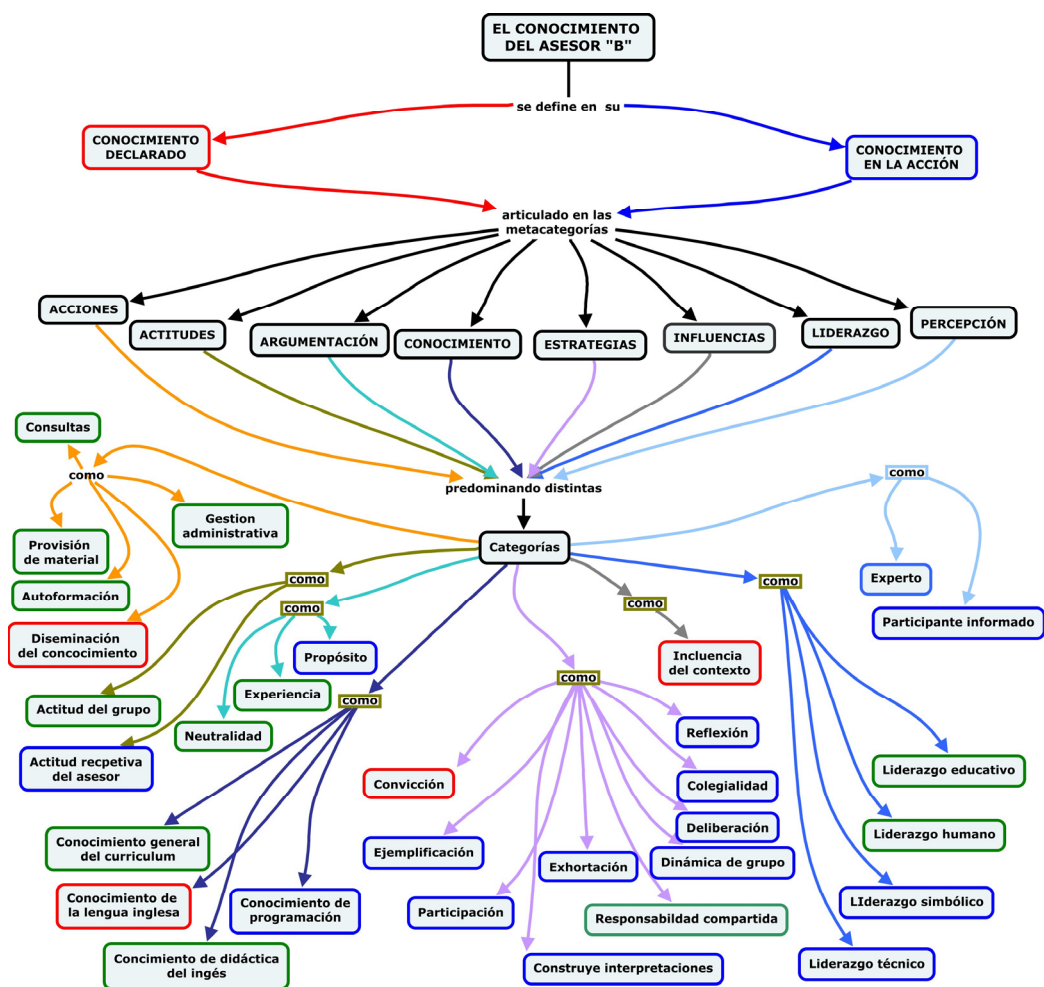 EL CONOCIMIENTO
DEL ASESOR "B"
se define en su
CONOCIMIENTO
DECLARADO
CONOCIMIENTO
EN LA ACCIÓN
articulado en las
metacategorías
ACCIONES
ACTITUDES
ARGUMENTACIÓN
CONOCIMIENTO
ESTRATEGIAS
INFLUENCIAS
LIDERAZGO
PERCEPCIÓN
predominando distintas
Categorías
como
Consultas
Gestion
administrativa
Provisión
de material
Autoformación
Diseminación
del concocimiento
como
Actitud del grupo
Actitud recpetiva
del asesor
como
Propósito
Experiencia
Neutralidad
como
Conocimiento general
del curriculum
Conocimiento de
la lengua inglesa
Concimiento de didáctica
del ingés
Conocimiento de
programación
como
Convicción
Ejemplificación
Participación
Construye interpretaciones
Exhortación
Responsabildad compartida
Dinámica de grupo
Deliberación
Colegialidad
Reflexión
como
Incluencia
del contexto
como
Liderazgo educativo
Liderazgo humano
LIderazgo simbólico
Liderazgo técnico
como
Experto
Participante informado